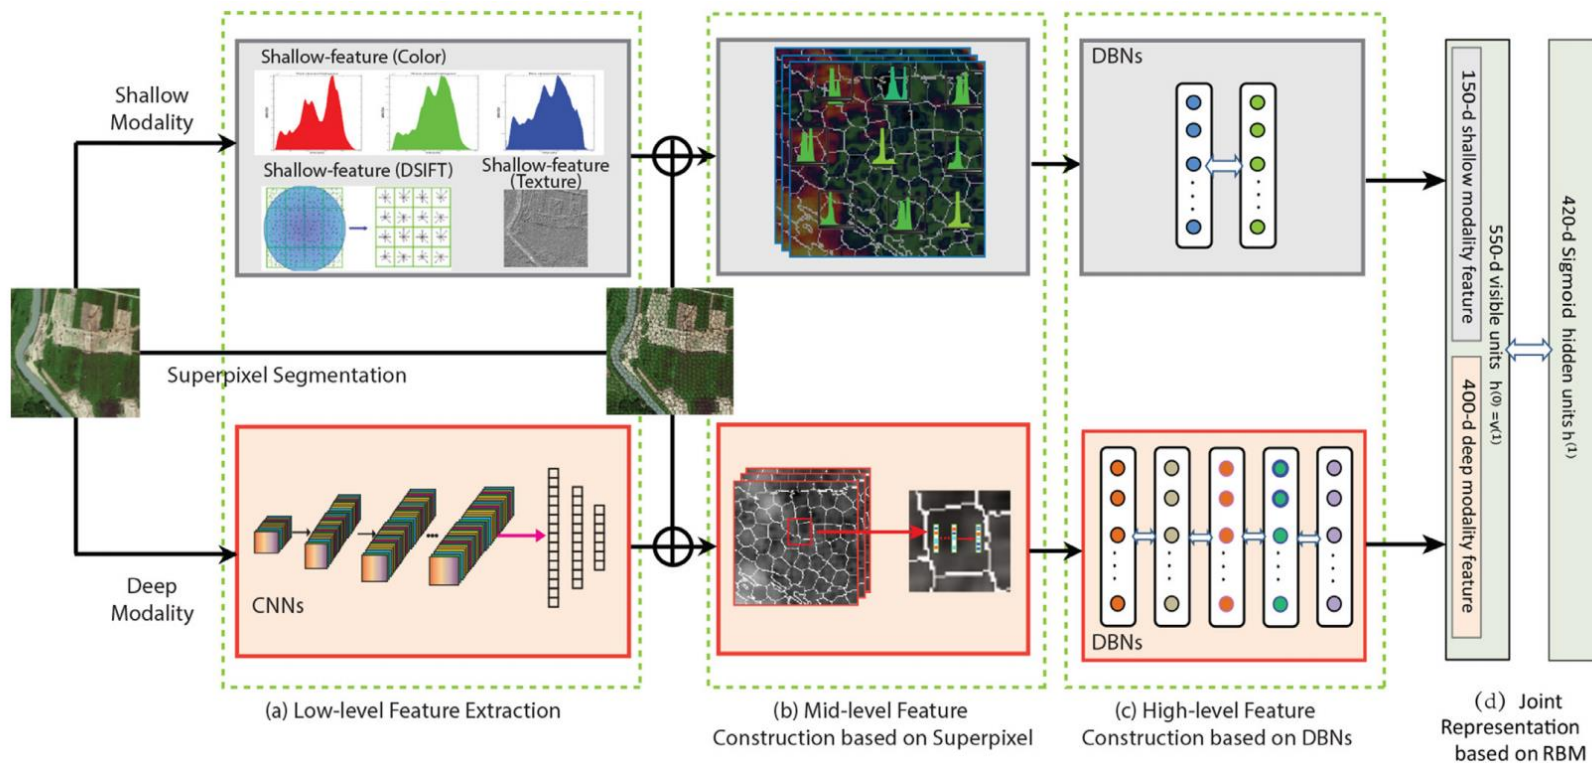 Shallow
Modality
Shallow-feature (Color)
Shallow-feature (DSIFT)
Shallow-feature
(Texture)
Superpixel Segmentation
Deep
Modality
CNNs
(a) Low-level Feature Extraction
(b) Mid-level Feature
Construction based on Superpixel
DBNs
DBNs
(c) High-level Feature
Construction based on DBNs
150-d shallow modality feature
400-d deep modality feature
550-d visible units h(0) =v(1)
420-d Sigmoid hidden units h(1)
(d) Joint
Representation
based on RBM